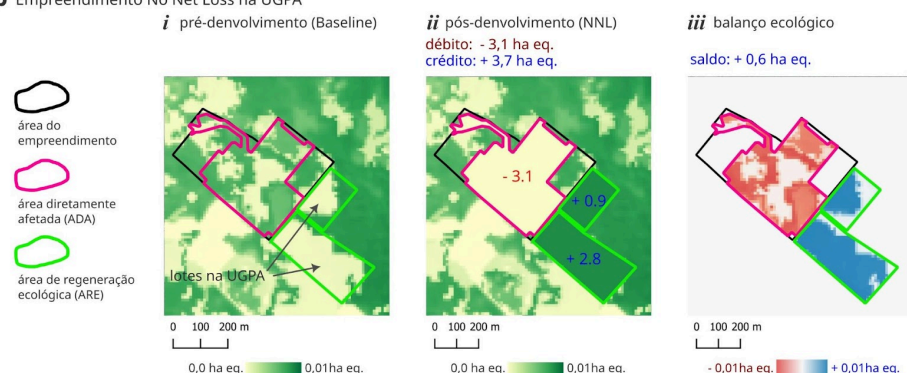 Empreendimento No Net Loss na UGPA
i pré-denvolvimento (Baseline)
ii pós-denvolvimento (NNL)
débito: - 3,1 ha eq.
crédito: + 3,7 ha eq.
iii balanço ecológico
saldo: + 0,6 ha eq.
área do
empreendimento
área diretamente
afetada (ADA)
área de regeneração
ecológica (ARE)
lotes na UGPA
- 3.1
+ 0.9
+ 2.8
0 100 200 m
0 100 200 m
0 100 200 m
0,0 ha eq. 0,01ha eq.
0,0 ha eq. 0,01ha eq.
- 0,01ha eq. + 0,01ha eq.